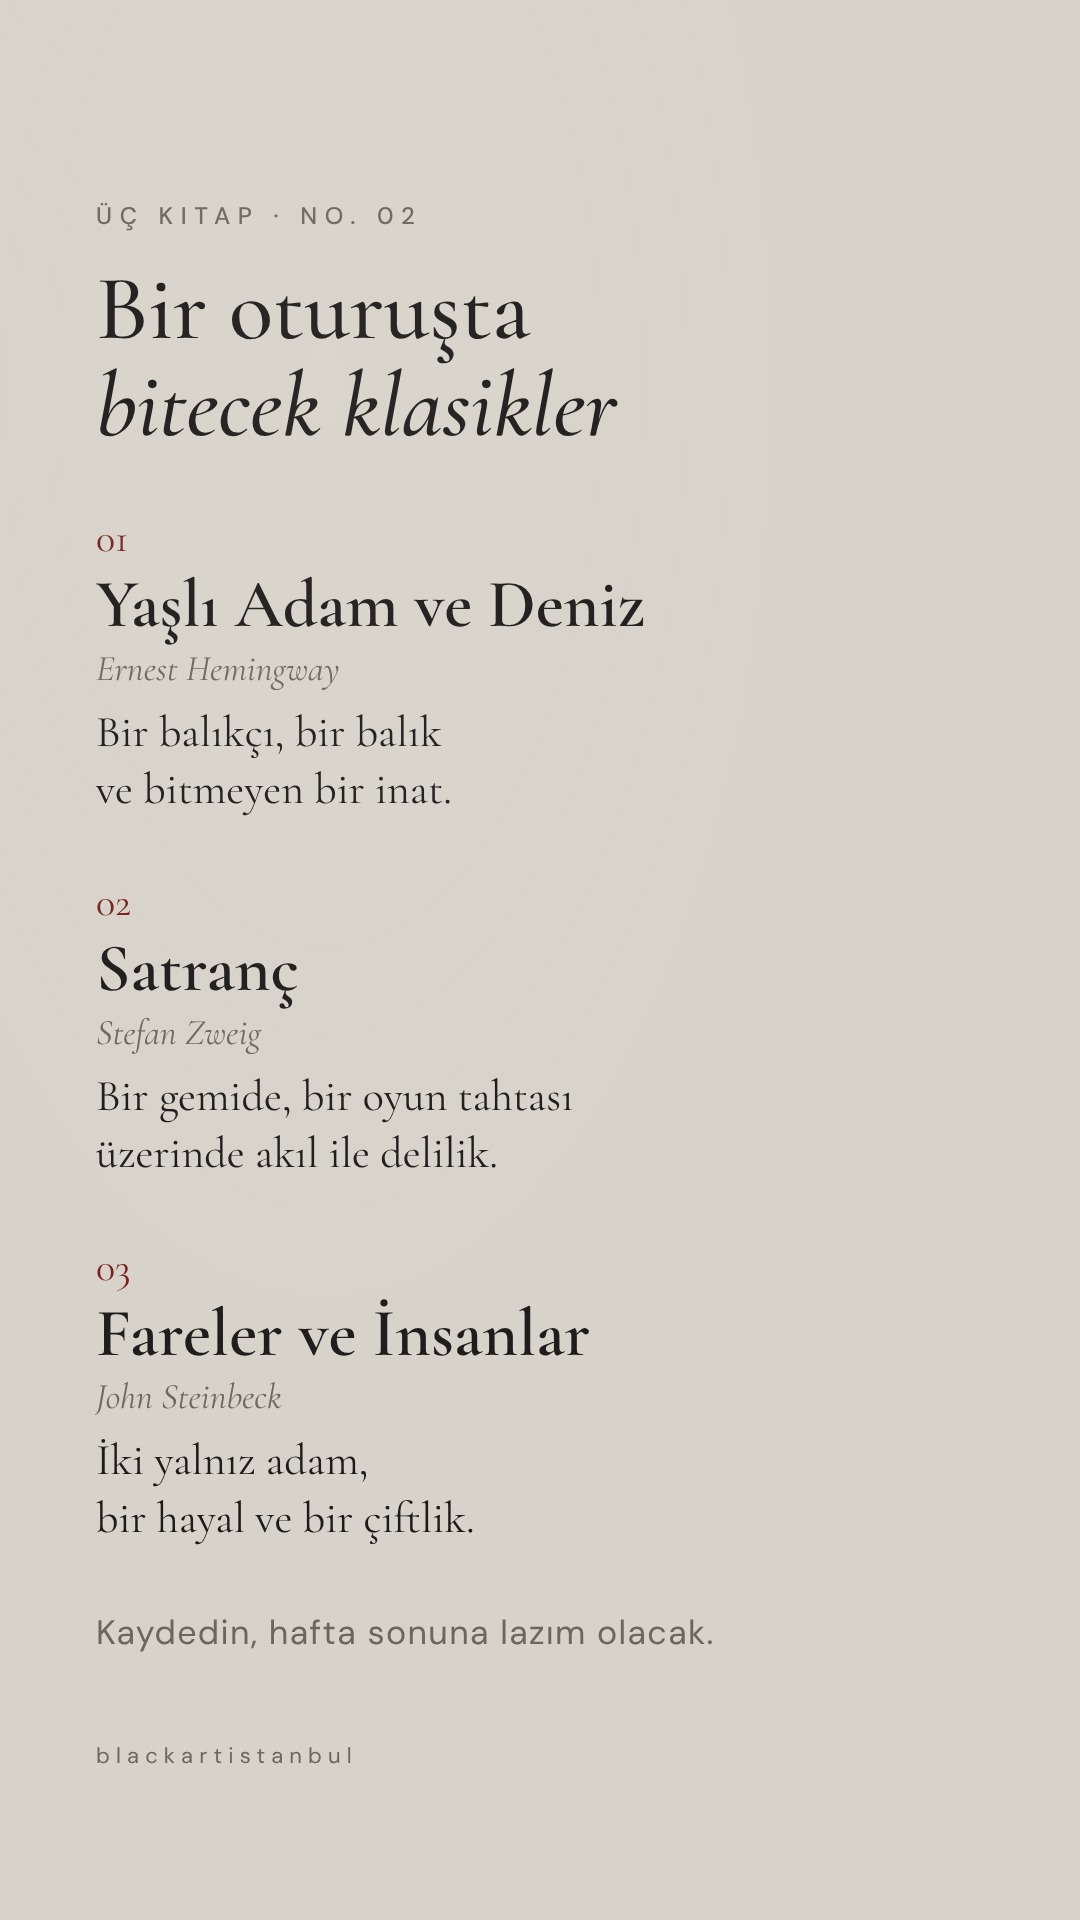 ÜÇ KITAP · NO. 02
Bir oturuşta
bitecek klasikler
01
Yaşlı Adam ve Deniz
Ernest Hemingway
Bir balıkçı, bir balık
ve bitmeyen bir inat.
02
Satranç
Stefan Zweig
Bir gemide, bir oyun tahtası
üzerinde akıl ile delilik.
03
Fareler ve İnsanlar
John Steinbeck
İki yalnız adam,
bir hayal ve bir çiftlik.
Kaydedin, hafta sonuna lazım olacak.
blackartistanbul